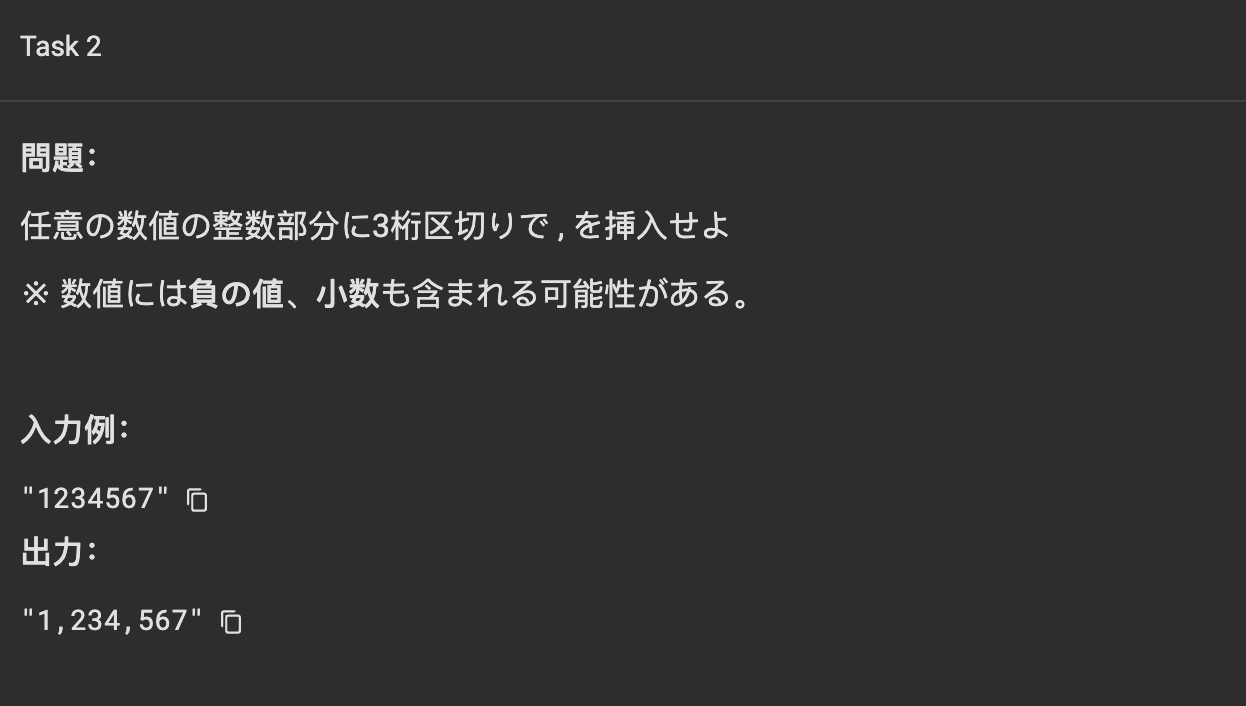 Task 2
問題：
任意の数値の整数部分に3桁区切りで , を挿入せよ
※ 数値には負の値、小数も含まれる可能性がある。
入力例：
"1234567"
出力：
"1,234,567"